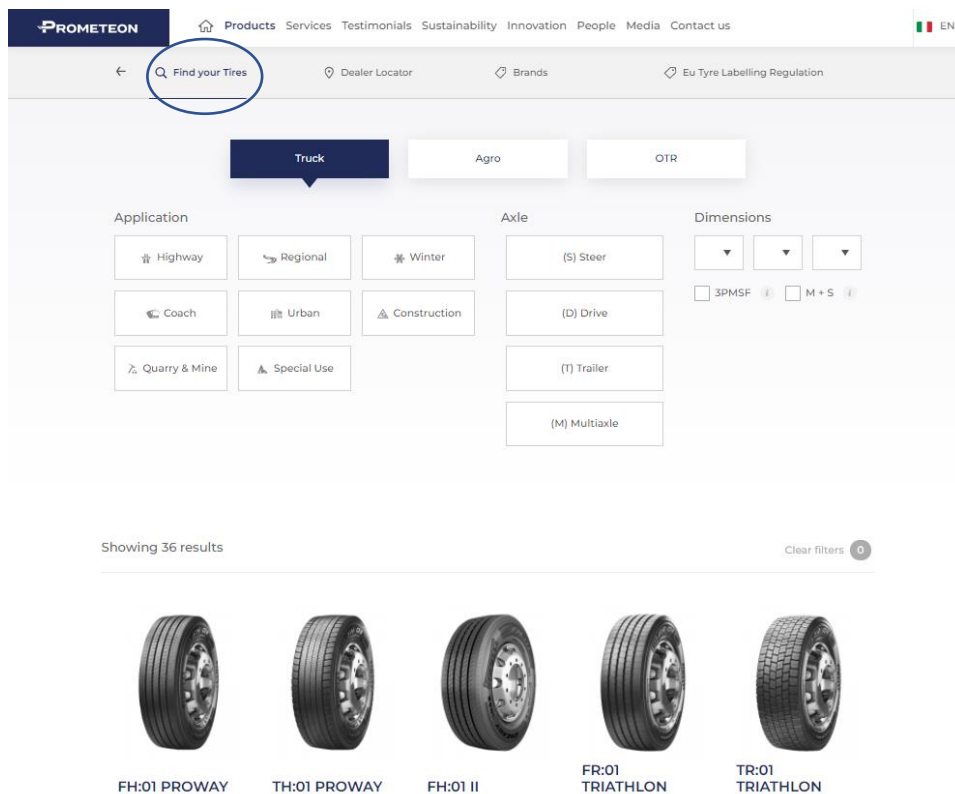 PROMETEON
Products Services Testimonials Sustainability Innovation People Media Contact us
EN
Find your Tires
Dealer Locator
Brands
Eu Tyre Labelling Regulation
Truck
Agro
OTR
Application
Axle
Dimensions
Highway
Regional
Winter
(S) Steer
3PMSF i
M + S i
Coach
Urban
Construction
(D) Drive
Quarry & Mine
Special Use
(T) Trailer
(M) Multiaxle
Showing 36 results
Clear filters 0
FH:01 PROWAY
TH:01 PROWAY
FH:01 II
FR:01
TRIATHLON
TR:01
TRIATHLON